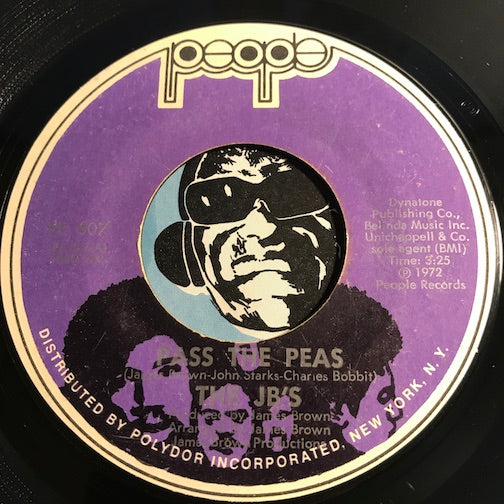 people
Dynatone
Publishing Co.,
Belinda Music Inc.
Unichappell & Co.
sole agent (BMI)
Time: 3:25
℗ 1972
People Records
PASS THE PEAS
(James Brown-John Starks-Charles Bobbit)
THE JB'S
Produced by James Brown
Arranged by James Brown
James Brown Productions
DISTRIBUTED BY POLYDOR INCORPORATED, NEW YORK, N.Y.